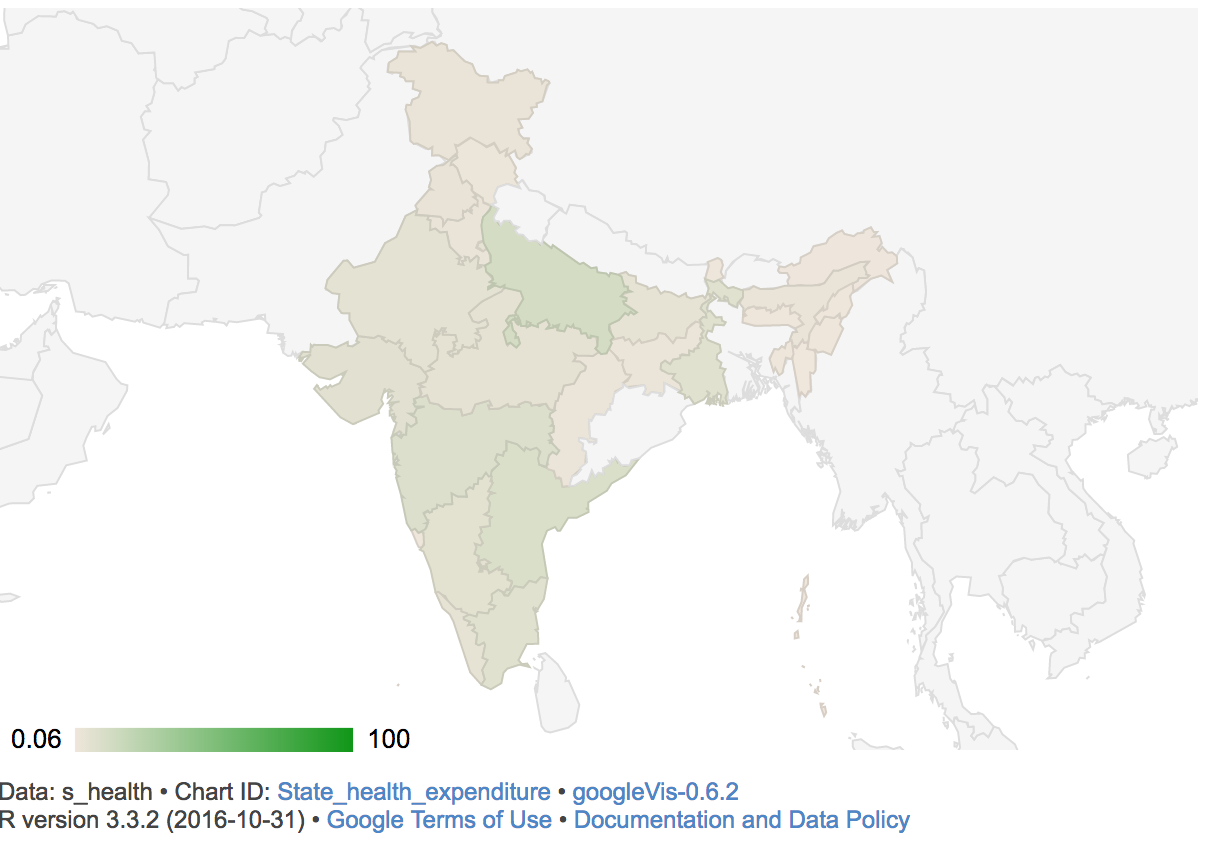 0.06 100
Data: s_health • Chart ID: State_health_expenditure • googleVis-0.6.2
R version 3.3.2 (2016-10-31) • Google Terms of Use • Documentation and Data Policy